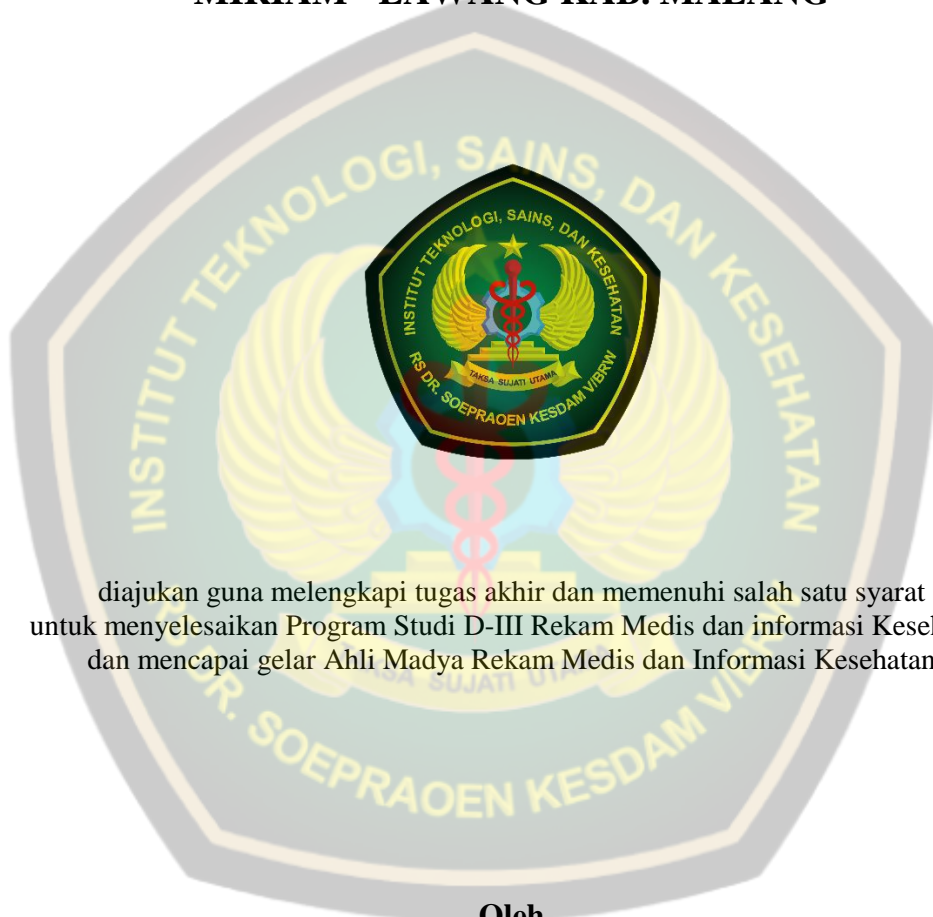 MIRIAM" LAWANG KAB. MALANG
INSTITUT TEKNOLOGI, SAINS, DAN KESEHATAN
RS DR. SOEPRAOEN KESDAM V/BRW
TAKSA SUJATI UTAMA
INSTITUT TEKNOLOGI, SAINS, DAN KESEHATAN
TAKSA SUJATI UTAMA
RS DR. SOEPRAOEN KESDAM V/BRW
diajukan guna melengkapi tugas akhir dan memenuhi salah satu syarat
untuk menyelesaikan Program Studi D-III Rekam Medis dan informasi Keseh
dan mencapai gelar Ahli Madya Rekam Medis dan Informasi Kesehatan
Oleh